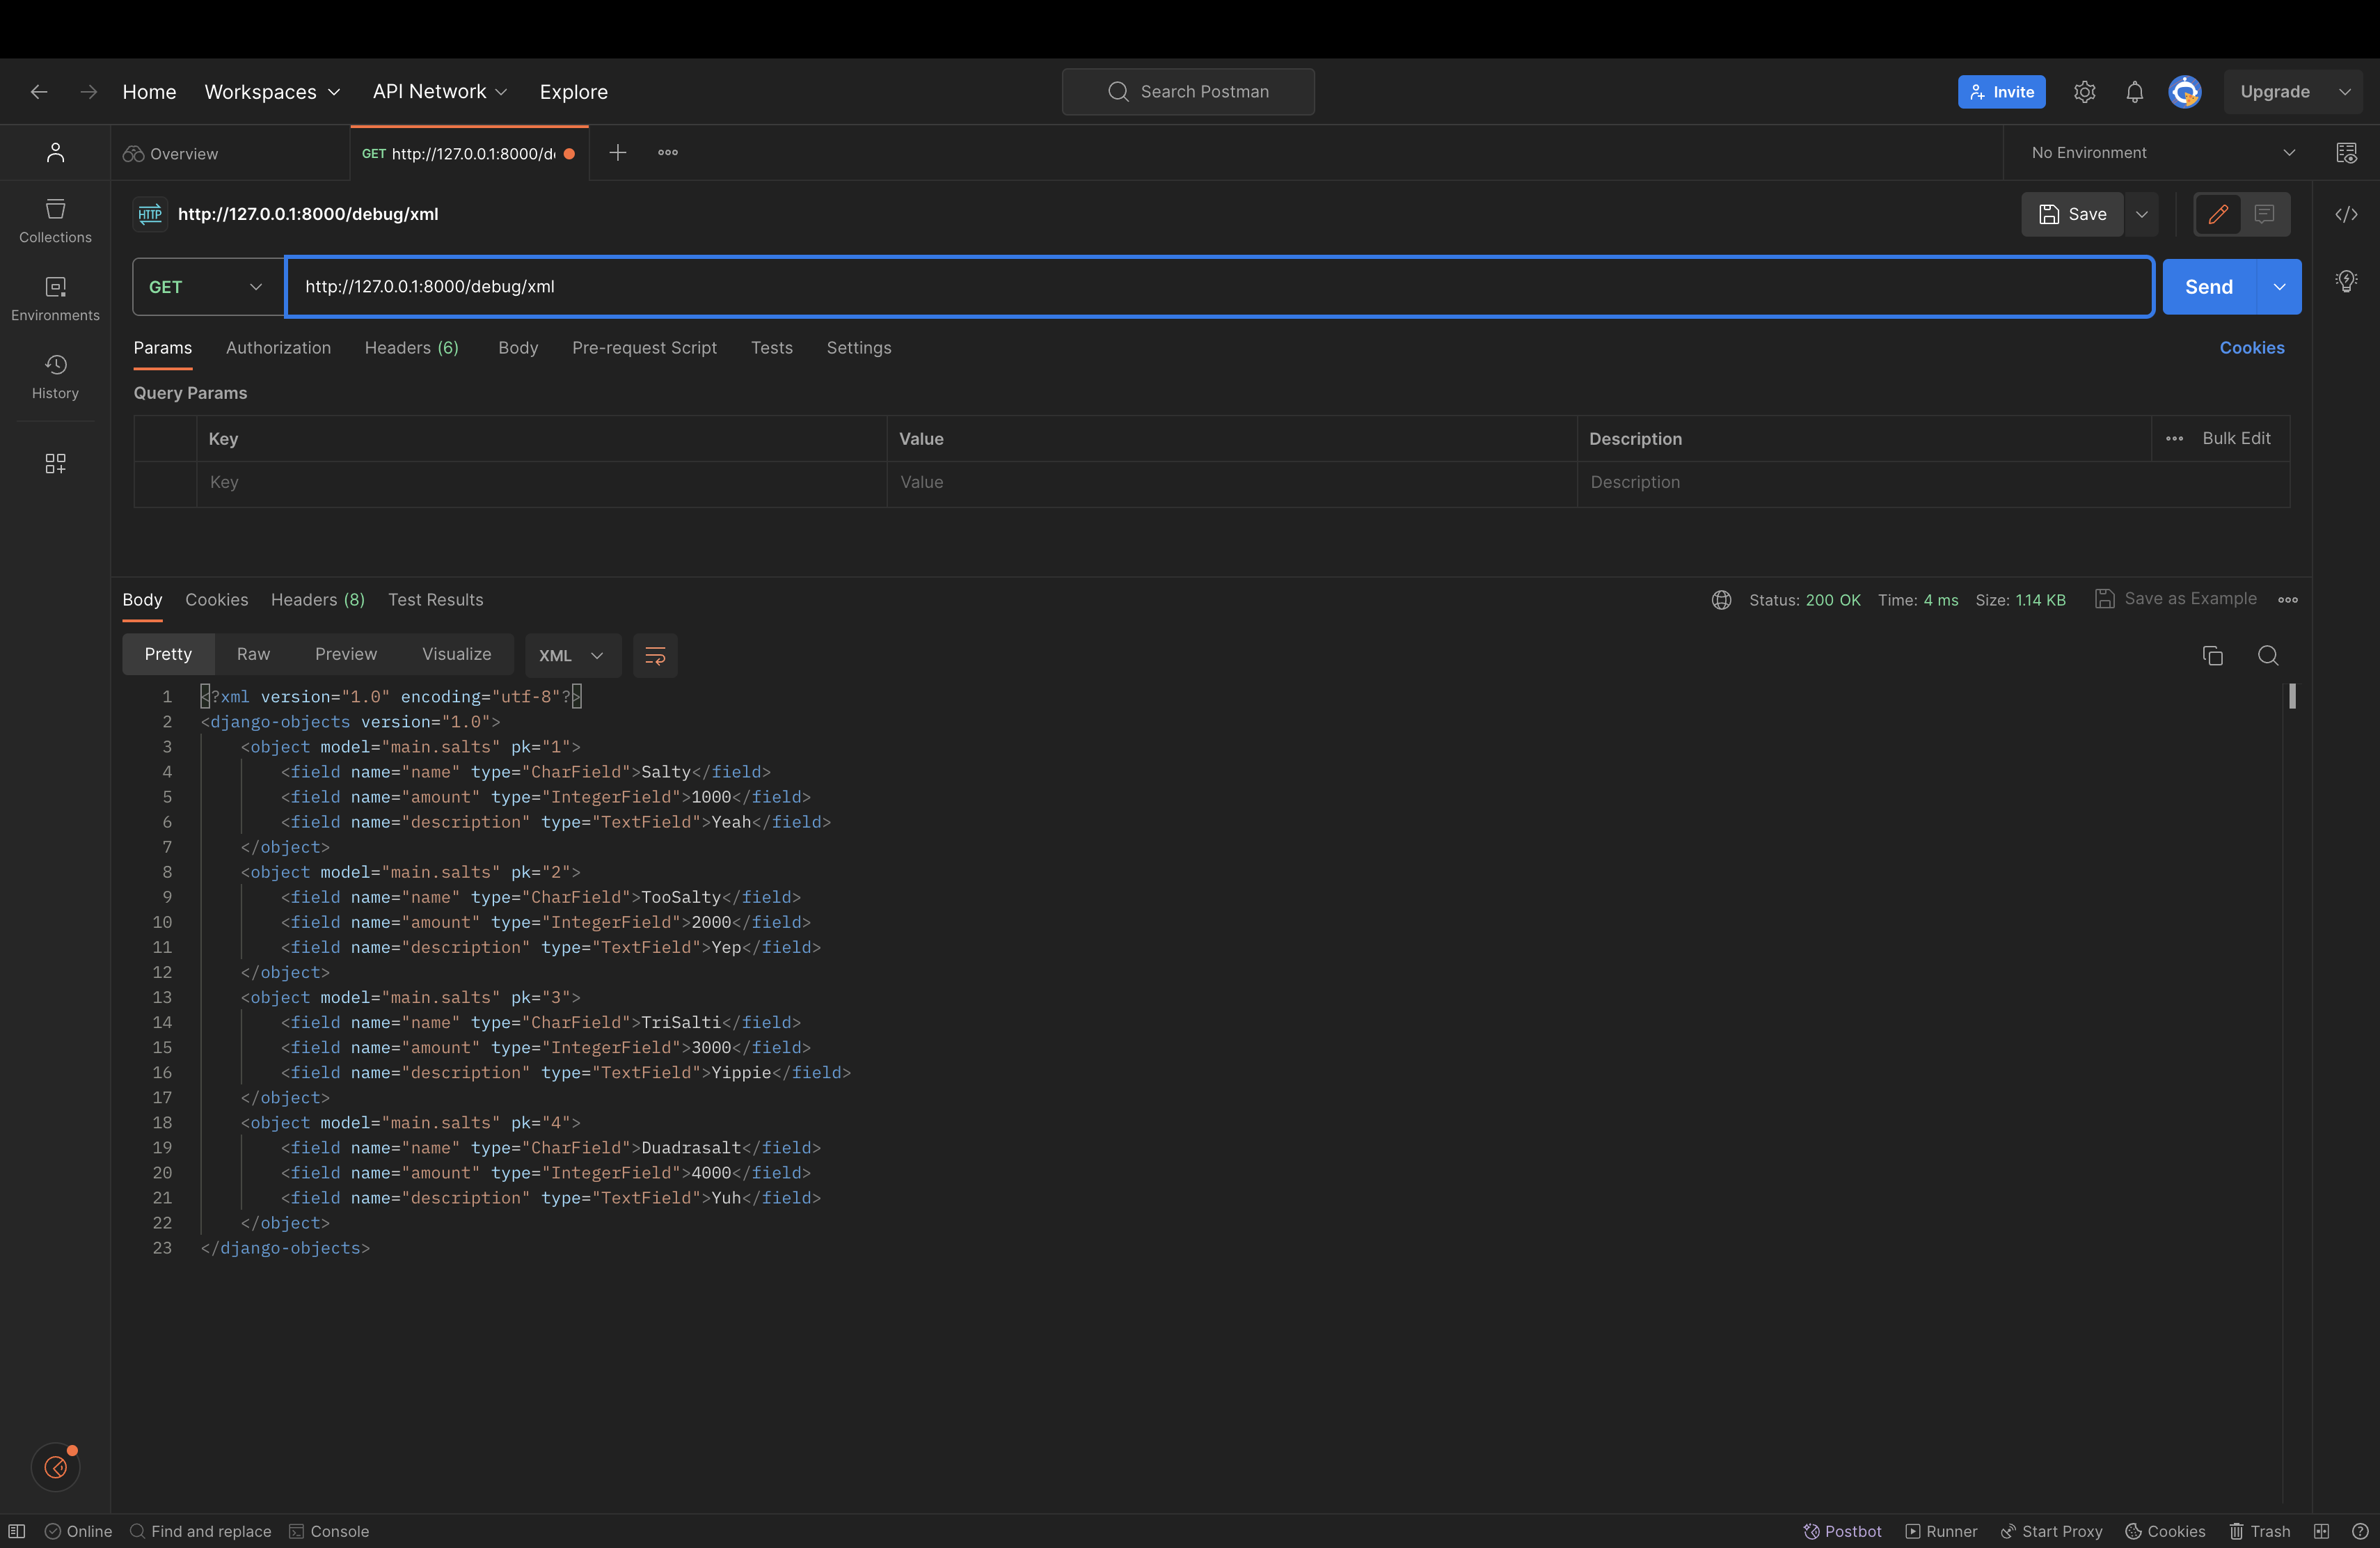 Home Workspaces API Network Explore Search Postman Invite Upgrade
Overview GET http://127.0.0.1:8000/d No Environment
HTTP http://127.0.0.1:8000/debug/xml Save
Collections
GET http://127.0.0.1:8000/debug/xml Send
Environments
Params Authorization Headers (6) Body Pre-request Script Tests Settings Cookies
History
Query Params
Key Value Description Bulk Edit
Key Value Description
Body Cookies Headers (8) Test Results Status: 200 OK Time: 4 ms Size: 1.14 KB Save as Example
Pretty Raw Preview Visualize XML
1 <?xml version="1.0" encoding="utf-8"?>
2 <django-objects version="1.0">
3 <object model="main.salts" pk="1">
4 <field name="name" type="CharField">Salty</field>
5 <field name="amount" type="IntegerField">1000</field>
6 <field name="description" type="TextField">Yeah</field>
7 </object>
8 <object model="main.salts" pk="2">
9 <field name="name" type="CharField">TooSalty</field>
10 <field name="amount" type="IntegerField">2000</field>
11 <field name="description" type="TextField">Yep</field>
12 </object>
13 <object model="main.salts" pk="3">
14 <field name="name" type="CharField">TriSalti</field>
15 <field name="amount" type="IntegerField">3000</field>
16 <field name="description" type="TextField">Yippie</field>
17 </object>
18 <object model="main.salts" pk="4">
19 <field name="name" type="CharField">Duadrasalt</field>
20 <field name="amount" type="IntegerField">4000</field>
21 <field name="description" type="TextField">Yuh</field>
22 </object>
23 </django-objects>
Online Find and replace Console Postbot Runner Start Proxy Cookies Trash